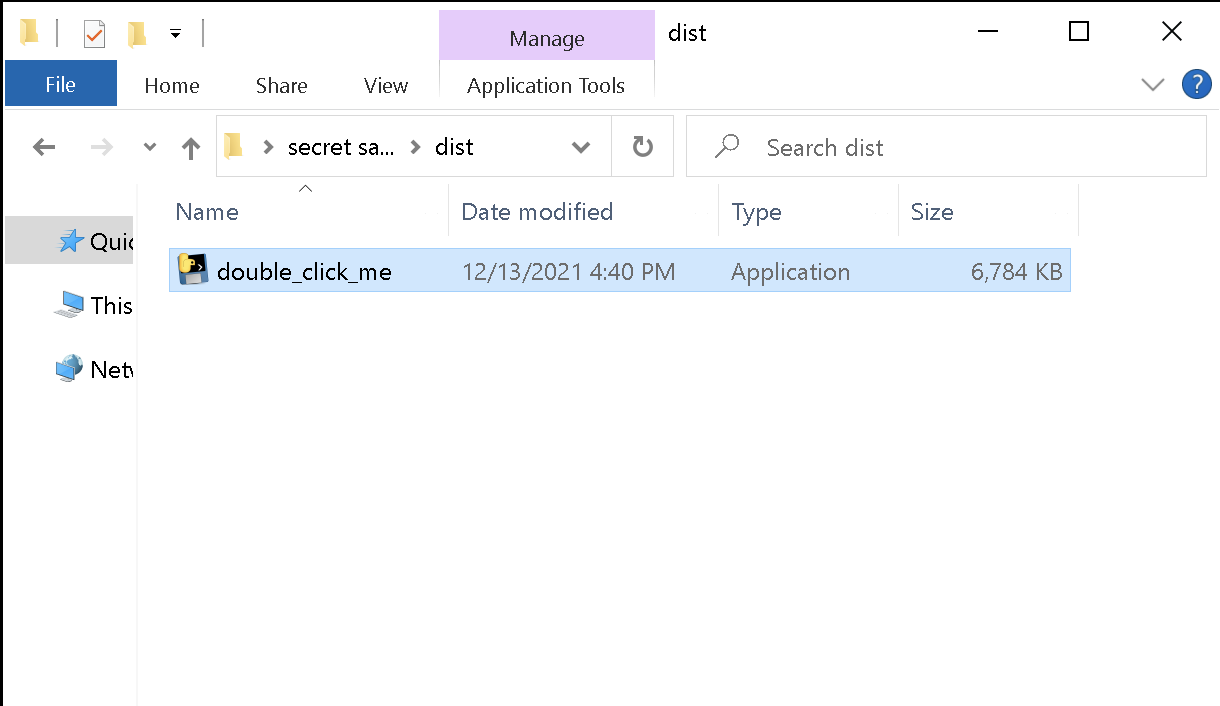 Manage
dist
File
Home
Share
View
Application Tools
?
secret sa...
dist
Search dist
Name
Date modified
Type
Size
Quic
This
Netw
double_click_me
12/13/2021 4:40 PM
Application
6,784 KB